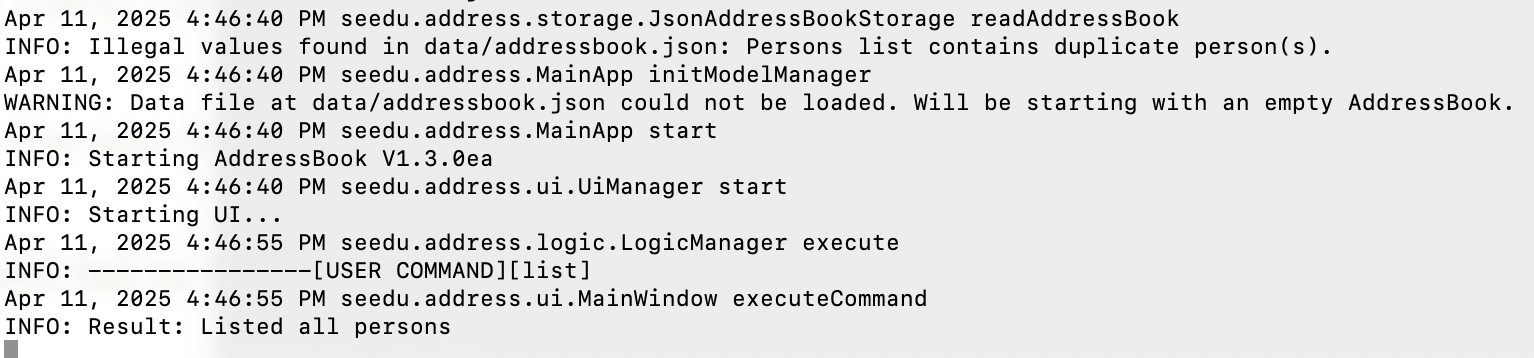 Apr 11, 2025 4:46:40 PM seedu.address.storage.JsonAddressBookStorage readAddressBook
INFO: Illegal values found in data/addressbook.json: Persons list contains duplicate person(s).
Apr 11, 2025 4:46:40 PM seedu.address.MainApp initModelManager
WARNING: Data file at data/addressbook.json could not be loaded. Will be starting with an empty AddressBook.
Apr 11, 2025 4:46:40 PM seedu.address.MainApp start
INFO: Starting AddressBook V1.3.0ea
Apr 11, 2025 4:46:40 PM seedu.address.ui.UiManager start
INFO: Starting UI...
Apr 11, 2025 4:46:55 PM seedu.address.logic.LogicManager execute
INFO: ----------------[USER COMMAND][list]
Apr 11, 2025 4:46:55 PM seedu.address.ui.MainWindow executeCommand
INFO: Result: Listed all persons